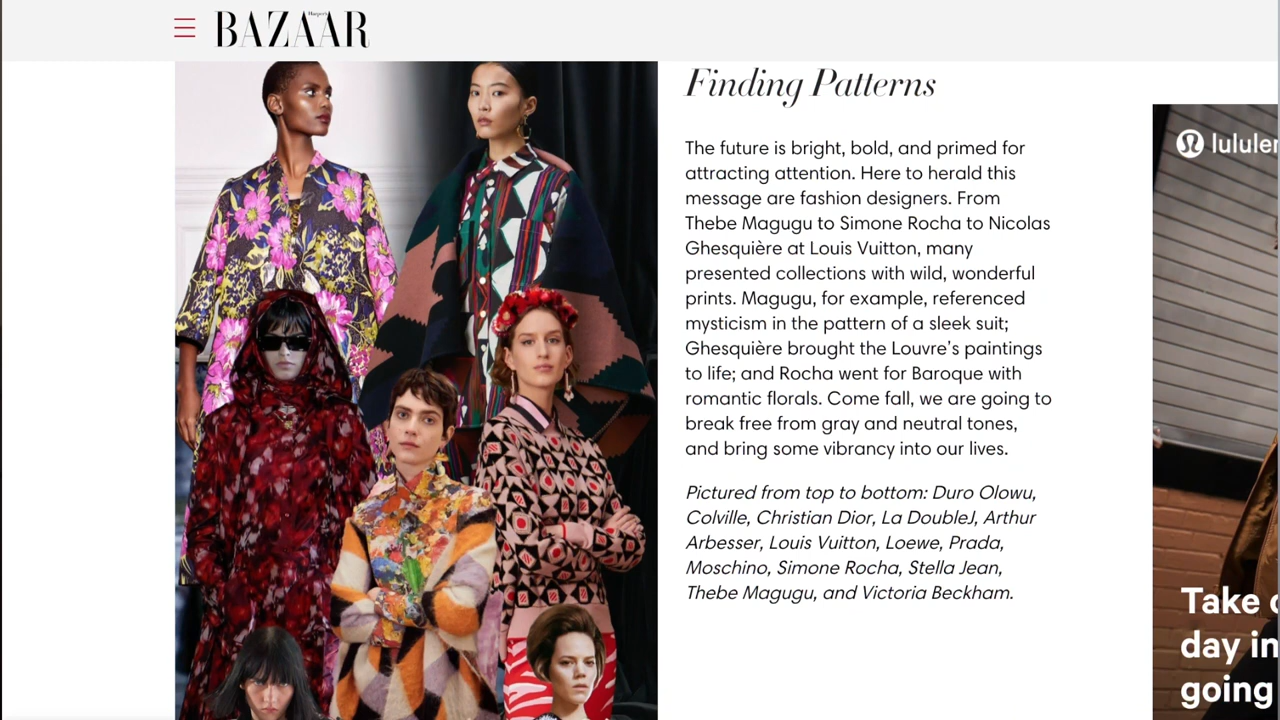 Harper's
BAZAAR
Finding Patterns
The future is bright, bold, and primed for
attracting attention. Here to herald this
message are fashion designers. From
Thebe Magugu to Simone Rocha to Nicolas
Ghesquière at Louis Vuitton, many
presented collections with wild, wonderful
prints. Magugu, for example, referenced
mysticism in the pattern of a sleek suit;
Ghesquière brought the Louvre's paintings
to life; and Rocha went for Baroque with
romantic florals. Come fall, we are going to
break free from gray and neutral tones,
and bring some vibrancy into our lives.
Pictured from top to bottom: Duro Olowu,
Colville, Christian Dior, La DoubleJ, Arthur
Arbesser, Louis Vuitton, Loewe, Prada,
Moschino, Simone Rocha, Stella Jean,
Thebe Magugu, and Victoria Beckham.
Take
day in
going